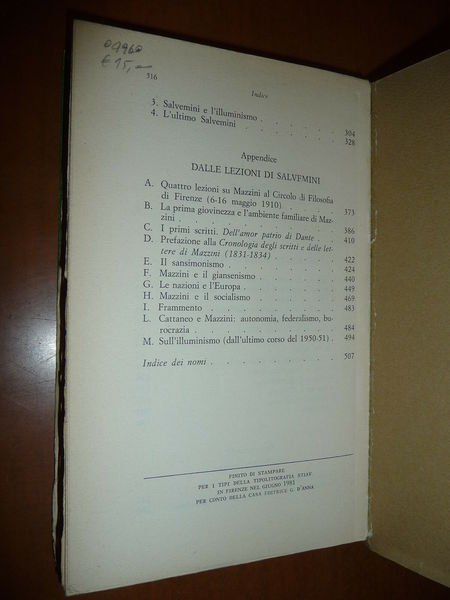 04960
€ 15,—
516
Indice
3. Salvemini e l'illuminismo . . . . . . 304
4. L'ultimo Salvemini . . . . . . 328
Appendice
DALLE LEZIONI DI SALVEMINI
A. Quattro lezioni su Mazzini al Circolo di Filosofia
di Firenze (6-16 maggio 1910) . . . . . 373
B. La prima giovinezza e l'ambiente familiare di Maz-
zini . . . . . . . . . 386
C. I primi scritti. Dell'amor patrio di Dante . . 410
D. Prefazione alla Cronologia degli scritti e delle let-
tere di Mazzini (1831-1834) . . . . . 422
E. Il sansimonismo . . . . . . . 424
F. Mazzini e il giansenismo . . . . . 440
G. Le nazioni e l'Europa . . . . . . 449
H. Mazzini e il socialismo . . . . . . 469
I. Frammento . . . . . . . . 483
L. Cattaneo e Mazzini: autonomia, federalismo, bu-
rocrazia . . . . . . . . 484
M. Sull'illuminismo (dall'ultimo corso del 1950-51) . 494
Indice dei nomi . . . . . . . . 507
FINITO DI STAMPARE
PER I TIPI DELLA TIPOLITOGRAFIA STIAV
IN FIRENZE NEL GIUGNO 1981
PER CONTO DELLA CASA EDITRICE G. D'ANNA